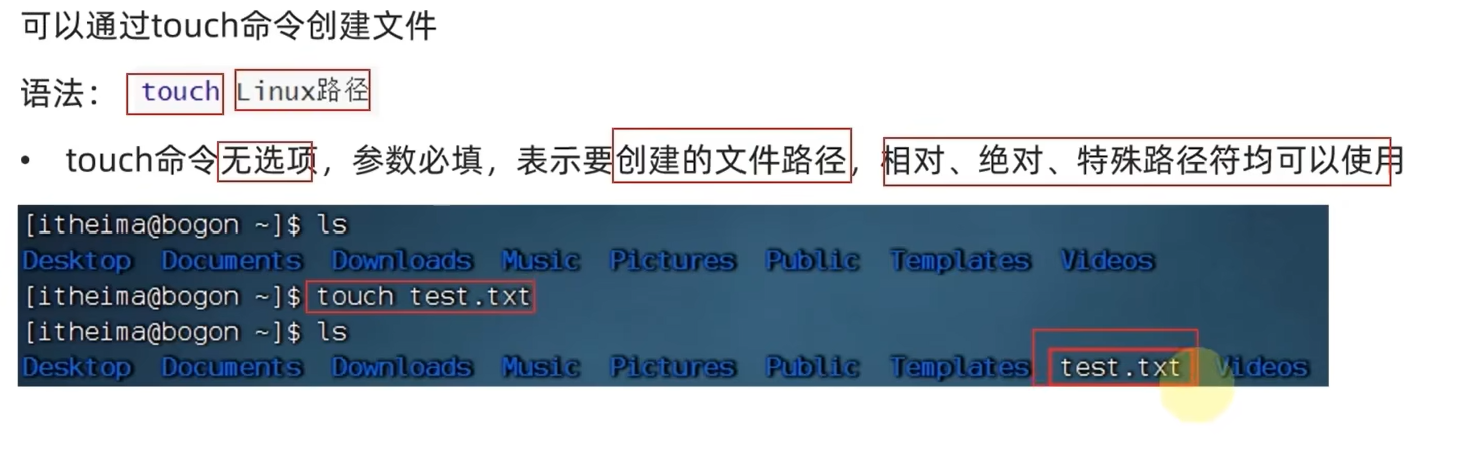 可以通过touch命令创建文件
语法： touch Linux路径
• touch命令无选项，参数必填，表示要创建的文件路径，相对、绝对、特殊路径符均可以使用
[itheima@bogon ~]$ ls
Desktop Documents Downloads Music Pictures Public Templates Videos
[itheima@bogon ~]$ touch test.txt
[itheima@bogon ~]$ ls
Desktop Documents Downloads Music Pictures Public Templates test.txt Videos